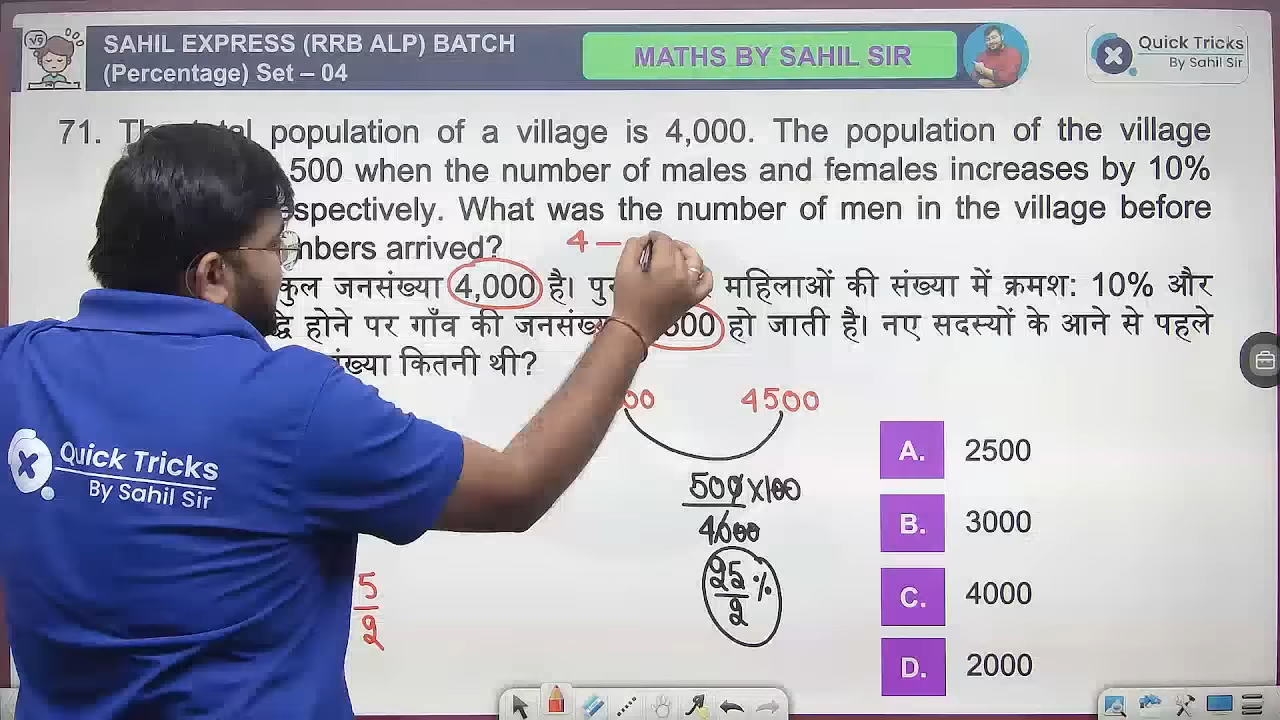 SAHIL EXPRESS (RRB ALP) BATCH
(Percentage) Set – 04
MATHS BY SAHIL SIR
Quick Tricks
By Sahil Sir
71. population of a village is 4,000. The population of the village
500 when the number of males and females increases by 10%
espectively. What was the number of men in the village before
mbers arrived?
4 –
कुल जनसंख्या 4,000 है। महिलाओं की संख्या में क्रमश: 10% और
होने पर गाँव की हो जाती है। नए सदस्यों के आने से पहले
कितनी थी?
00 4500
500×100
4000
25/2 %
5
2
A. 2500
B. 3000
C. 4000
D. 2000
Quick Tricks
By Sahil Sir